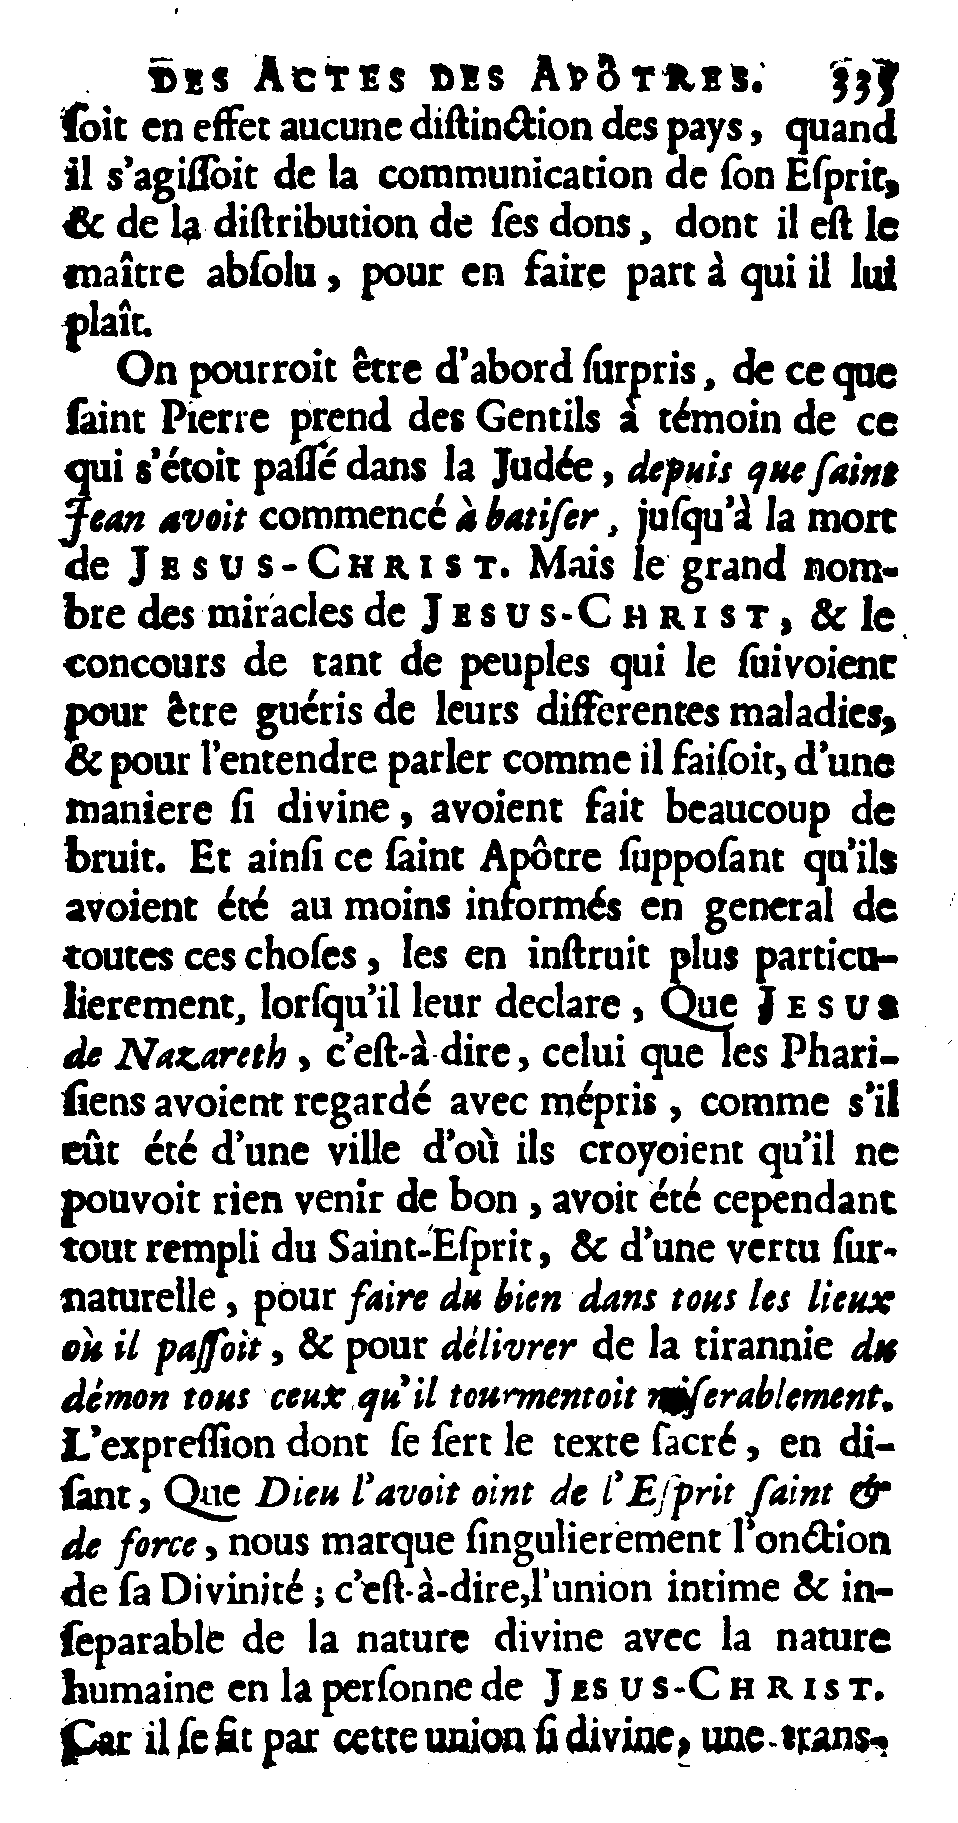 DES ACTES DES APÔTRES. 335
ſoit en effet aucune diſtinction des pays, quand
il s'agiſſoit de la communication de ſon Eſprit,
& de la diſtribution de ſes dons, dont il eſt le
maître abſolu, pour en faire part à qui il lui
plaît.
On pourroit être d'abord ſurpris, de ce que
ſaint Pierre prend des Gentils à témoin de ce
qui s'étoit paſſé dans la Judée, depuis que ſaint
Jean avoit commencé à batiſer, juſqu'à la mort
de JESUS-CHRIST. Mais le grand nom-
bre des miracles de JESUS-CHRIST, & le
concours de tant de peuples qui le ſuivoient
pour être guéris de leurs differentes maladies,
& pour l'entendre parler comme il faiſoit, d'une
maniere ſi divine, avoient fait beaucoup de
bruit. Et ainſi ce ſaint Apôtre ſuppoſant qu'ils
avoient été au moins informés en general de
toutes ces choſes, les en inſtruit plus particu-
lierement, lorſqu'il leur declare, Que JESUS
de Nazareth, c'eſt-à-dire, celui que les Phari-
ſiens avoient regardé avec mépris, comme s'il
eût été d'une ville d'où ils croyoient qu'il ne
pouvoit rien venir de bon, avoit été cependant
tout rempli du Saint-Eſprit, & d'une vertu ſur-
naturelle, pour faire du bien dans tous les lieux
où il paſſoit, & pour délivrer de la tirannie du
démon tous ceux qu'il tourmentoit miſerablement.
L'expreſſion dont ſe ſert le texte ſacré, en di-
ſant, Que Dieu l'avoit oint de l'Eſprit ſaint &
de force, nous marque ſingulierement l'onction
de ſa Divinité; c'eſt-à-dire, l'union intime & in-
ſeparable de la nature divine avec la nature
humaine en la perſonne de JESUS-CHRIST.
Car il ſe fit par cette union ſi divine, une trans-